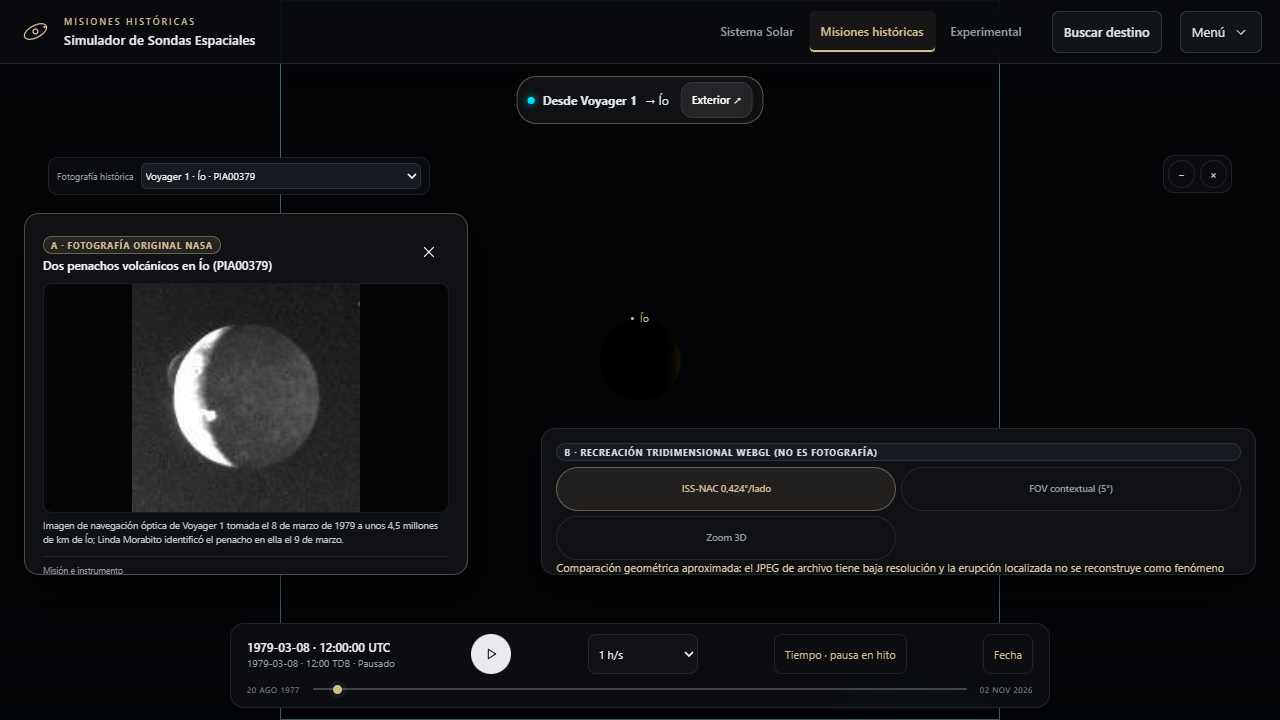 MISIONES HISTÓRICAS
Simulador de Sondas Espaciales
Sistema Solar
Misiones históricas
Experimental
Buscar destino
Menú
Desde Voyager 1 → Ío
Exterior ↗
Fotografía histórica
Voyager 1 · Ío · PIA00379
− ×
A · FOTOGRAFÍA ORIGINAL NASA
Dos penachos volcánicos en Ío (PIA00379)
Imagen de navegación óptica de Voyager 1 tomada el 8 de marzo de 1979 a unos 4,5 millones
de km de Ío; Linda Morabito identificó el penacho en ella el 9 de marzo.
Misión e instrumento
Ío
B · RECREACIÓN TRIDIMENSIONAL WEBGL (NO ES FOTOGRAFÍA)
ISS-NAC 0,424°/lado
FOV contextual (5°)
Zoom 3D
Comparación geométrica aproximada: el JPEG de archivo tiene baja resolución y la erupción localizada no se reconstruye como fenómeno
1979-03-08 · 12:00:00 UTC
1979-03-08 · 12:00 TDB · Pausado
1 h/s
Tiempo · pausa en hito
Fecha
20 AGO 1977
02 NOV 2026